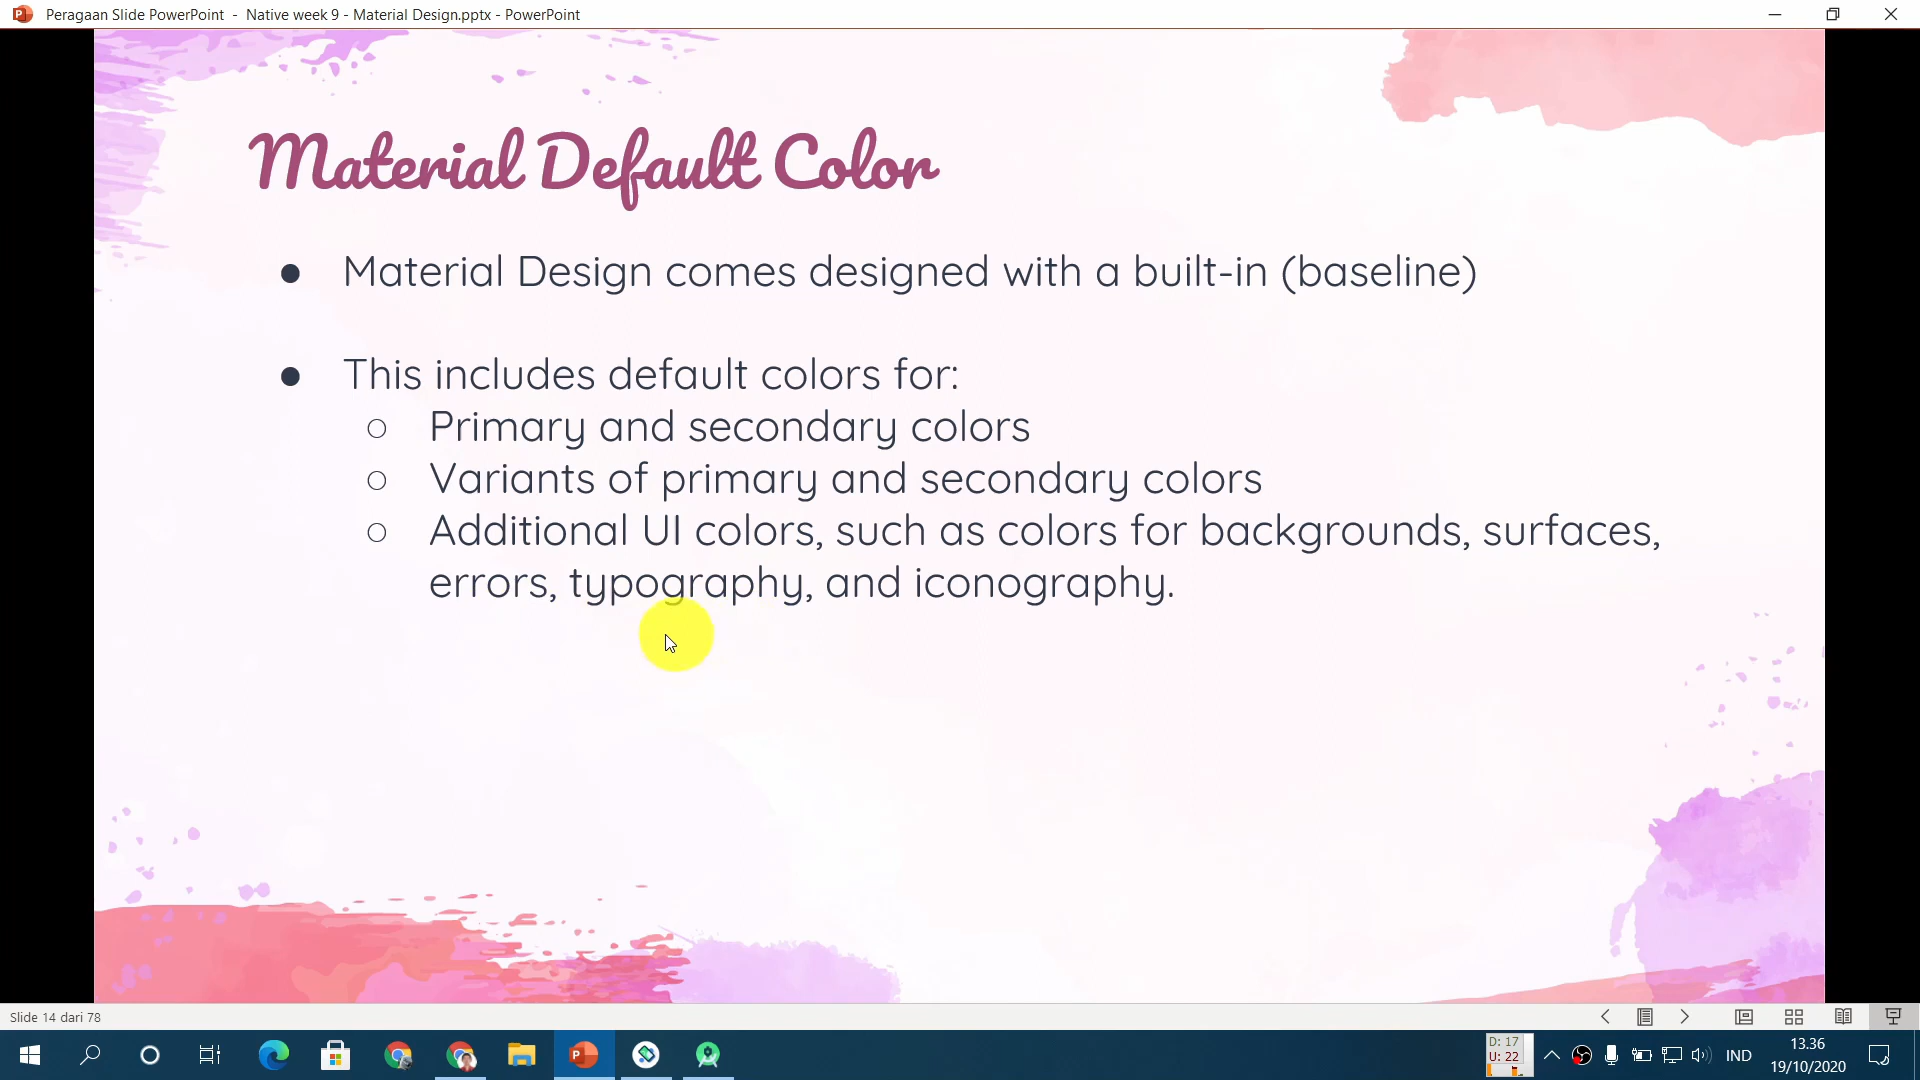 Peragaan Slide PowerPoint - Native week 9 - Material Design.pptx - PowerPoint
Material Default Color
● Material Design comes designed with a built-in (baseline)
● This includes default colors for:
○ Primary and secondary colors
○ Variants of primary and secondary colors
○ Additional UI colors, such as colors for backgrounds, surfaces,
errors, typography, and iconography.
Slide 14 dari 78
D: 17
U: 22
IND
13.36
19/10/2020